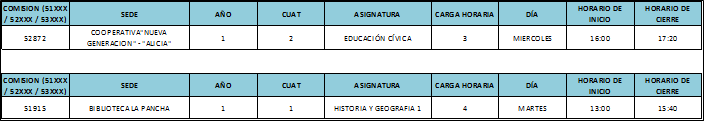 COMISION (51XXX / 52XXX / 53XXX) SEDE AÑO CUAT ASIGNATURA CARGA HORARIA DÍA HORARIO DE INICIO HORARIO DE CIERRE
52872 COOPERATIVA"NUEVA GENERACION" - "ALICIA" 1 2 EDUCACIÓN CÍVICA 3 MIERCOLES 16:00 17:20
COMISION (51XXX / 52XXX / 53XXX) SEDE AÑO CUAT ASIGNATURA CARGA HORARIA DÍA HORARIO DE INICIO HORARIO DE CIERRE
51915 BIBLIOTECA LA PANCHA 1 1 HISTORIA Y GEOGRAFIA 1 4 MARTES 13:00 15:40